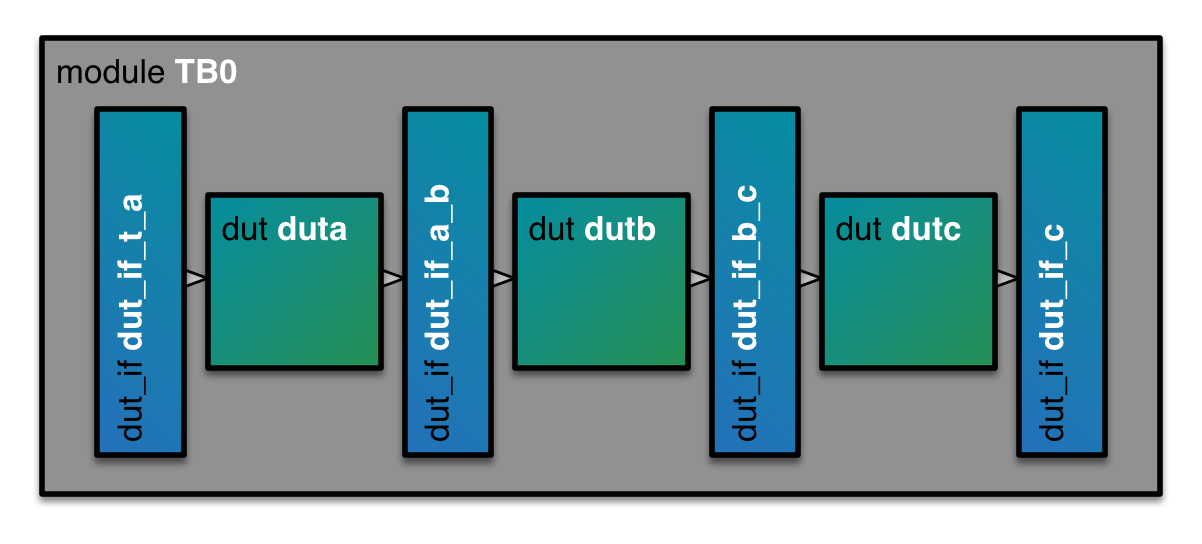 module TB0
dut_if dut_if_t_a
dut duta
dut_if dut_if_a_b
dut dutb
dut_if dut_if_b_c
dut dutc
dut_if dut_if_c